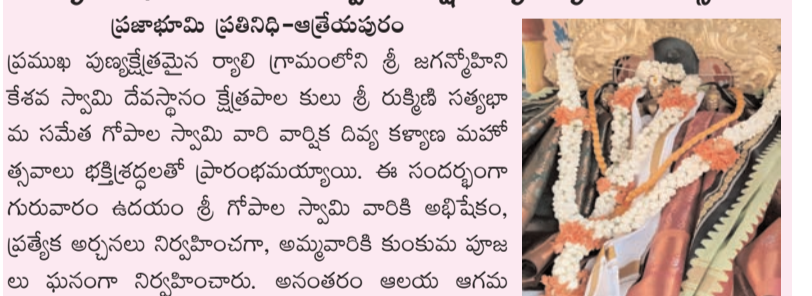 ప్రజాభూమి ప్రతినిధి-ఆత్రేయపురం
ప్రముఖ పుణ్యక్షేత్రమైన ర్యాలి గ్రామంలోని శ్రీ జగన్మోహిని
కేశవ స్వామి దేవస్థానం క్షేత్రపాల కులు శ్రీ రుక్మిణి సత్యభా
మ సమేత గోపాల స్వామి వారి వార్షిక దివ్య కళ్యాణ మహో
త్సవాలు భక్తిశ్రద్ధలతో ప్రారంభమయ్యాయి. ఈ సందర్భంగా
గురువారం ఉదయం శ్రీ గోపాల స్వామి వారికి అభిషేకం,
ప్రత్యేక అర్చనలు నిర్వహించగా, అమ్మవారికి కుంకుమ పూజ
లు ఘనంగా నిర్వహించారు. అనంతరం ఆలయ ఆగమ